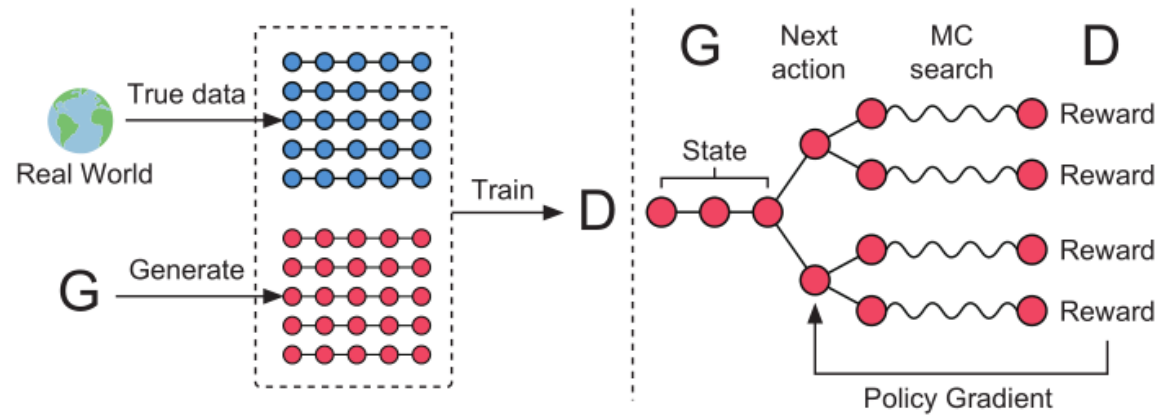 True data
Real World
G
Generate
Train
D
G
Next
action
MC
search
D
State
Reward
Reward
Reward
Reward
Policy Gradient